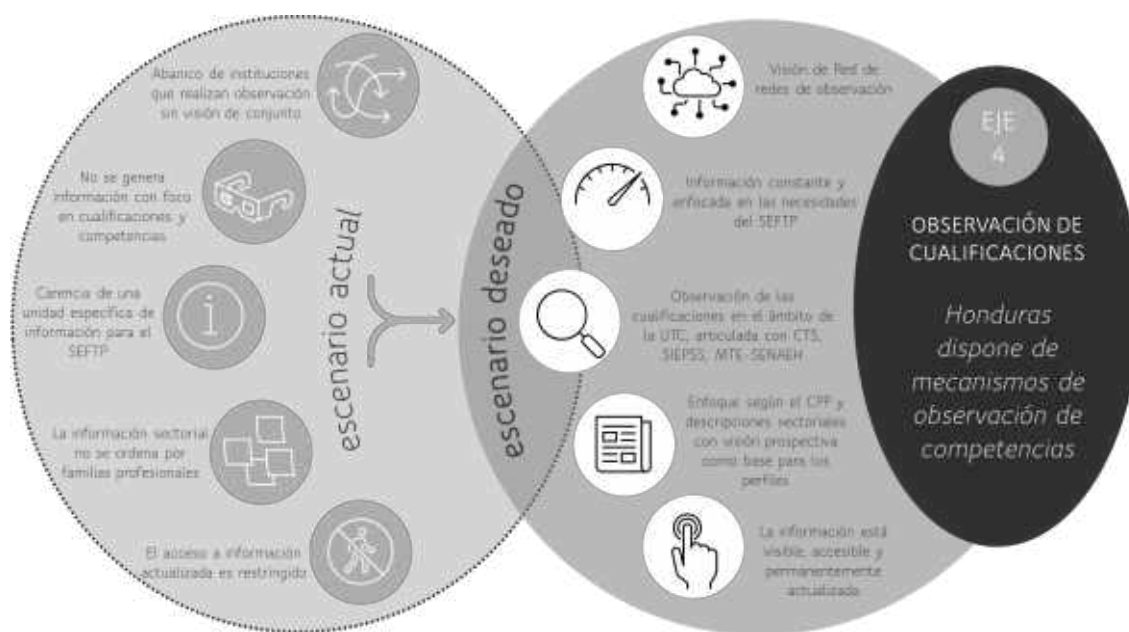 Abanico de instituciones
que realizan observación
sin visión de conjunto
No se genera
información con foco
en cualificaciones y
competencias
Carencia de una
unidad específica de
información para el
SEFTP
La información sectorial
no se ordena por
familias profesionales
El acceso a información
actualizada es restringido
escenario actual
escenario deseado
Visión de Red de
redes de observación
Información constante y
enfocada en las necesidades
del SEFTP
Observación de las
cualificaciones en el ámbito de
la UTC, articulada con CTS,
SIEPSS, MTE-SENAEH
Enfoque según el CPF y
descripciones sectoriales
con visión prospectiva
como base para los
perfiles
La información está
visible, accesible y
permanentemente
actualizada
EJE
4
OBSERVACIÓN DE
CUALIFICACIONES
Honduras
dispone de
mecanismos de
observación de
competencias